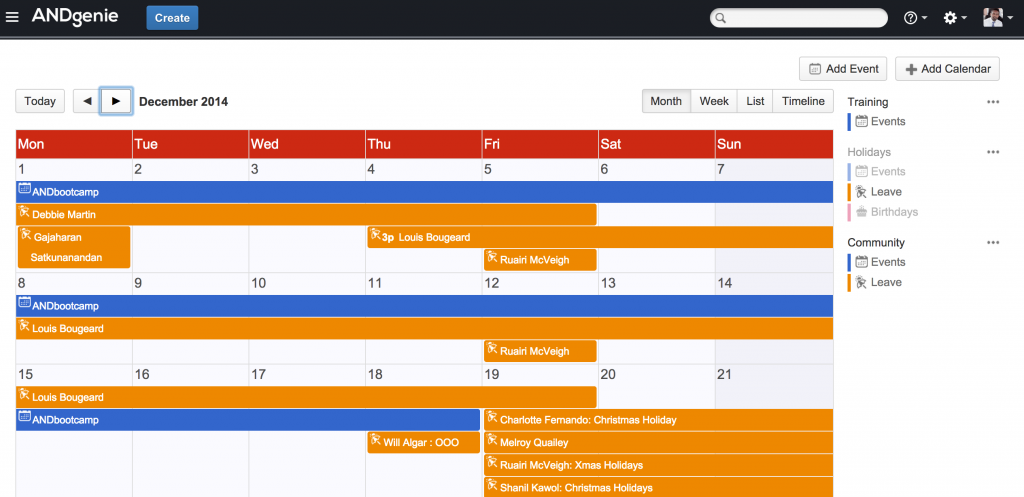 ANDgenie
Create
Add Event
Add Calendar
Today
December 2014
Month
Week
List
Timeline
Mon
Tue
Wed
Thu
Fri
Sat
Sun
1
2
3
4
5
6
7
ANDbootcamp
Debbie Martin
Gajaharan
Satkunanandan
3p Louis Bougeard
Ruairi McVeigh
8
9
10
11
12
13
14
ANDbootcamp
Louis Bougeard
Ruairi McVeigh
15
16
17
18
19
20
21
Louis Bougeard
ANDbootcamp
Charlotte Fernando: Christmas Holiday
Will Algar : OOO
Melroy Quailey
Ruairi McVeigh: Xmas Holidays
Shanil Kawol: Christmas Holidays
Training
Events
Holidays
Events
Leave
Birthdays
Community
Events
Leave